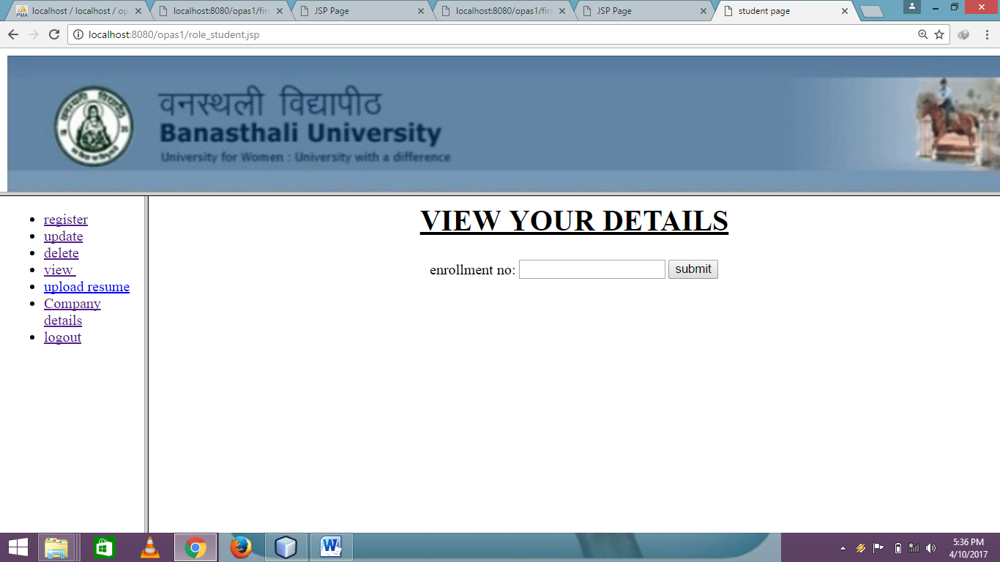 localhost / localhost / op
localhost:8080/opas1/firs
JSP Page
localhost:8080/opas1/firs
JSP Page
student page
localhost:8080/opas1/role_student.jsp
वनस्थली विद्यापीठ
Banasthali University
University for Women : University with a difference
register
update
delete
view
upload resume
Company
details
logout
VIEW YOUR DETAILS
enrollment no: submit
5:36 PM
4/10/2017